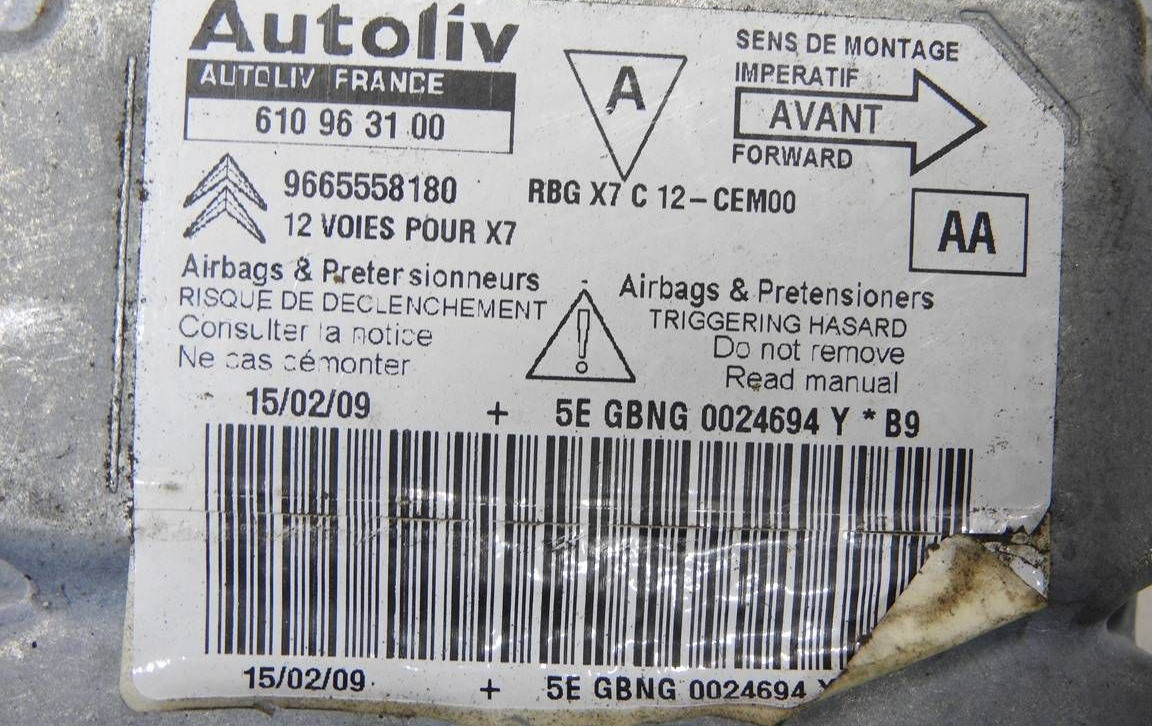 Autoliv
AUTOLIV FRANCE
610 96 31 00
A
SENS DE MONTAGE
IMPERATIF
AVANT
FORWARD
9665558180
12 VOIES POUR X7
RBG X7 C 12-CEM00
AA
Airbags & Pretensionneurs
RISQUE DE DECLENCHEMENT
Consulter la notice
Ne pas démonter
Airbags & Pretensioners
TRIGGERING HASARD
Do not remove
Read manual
15/02/09 + 5E GBNG 0024694 Y * B9
15/02/09 + 5E GBNG 0024694